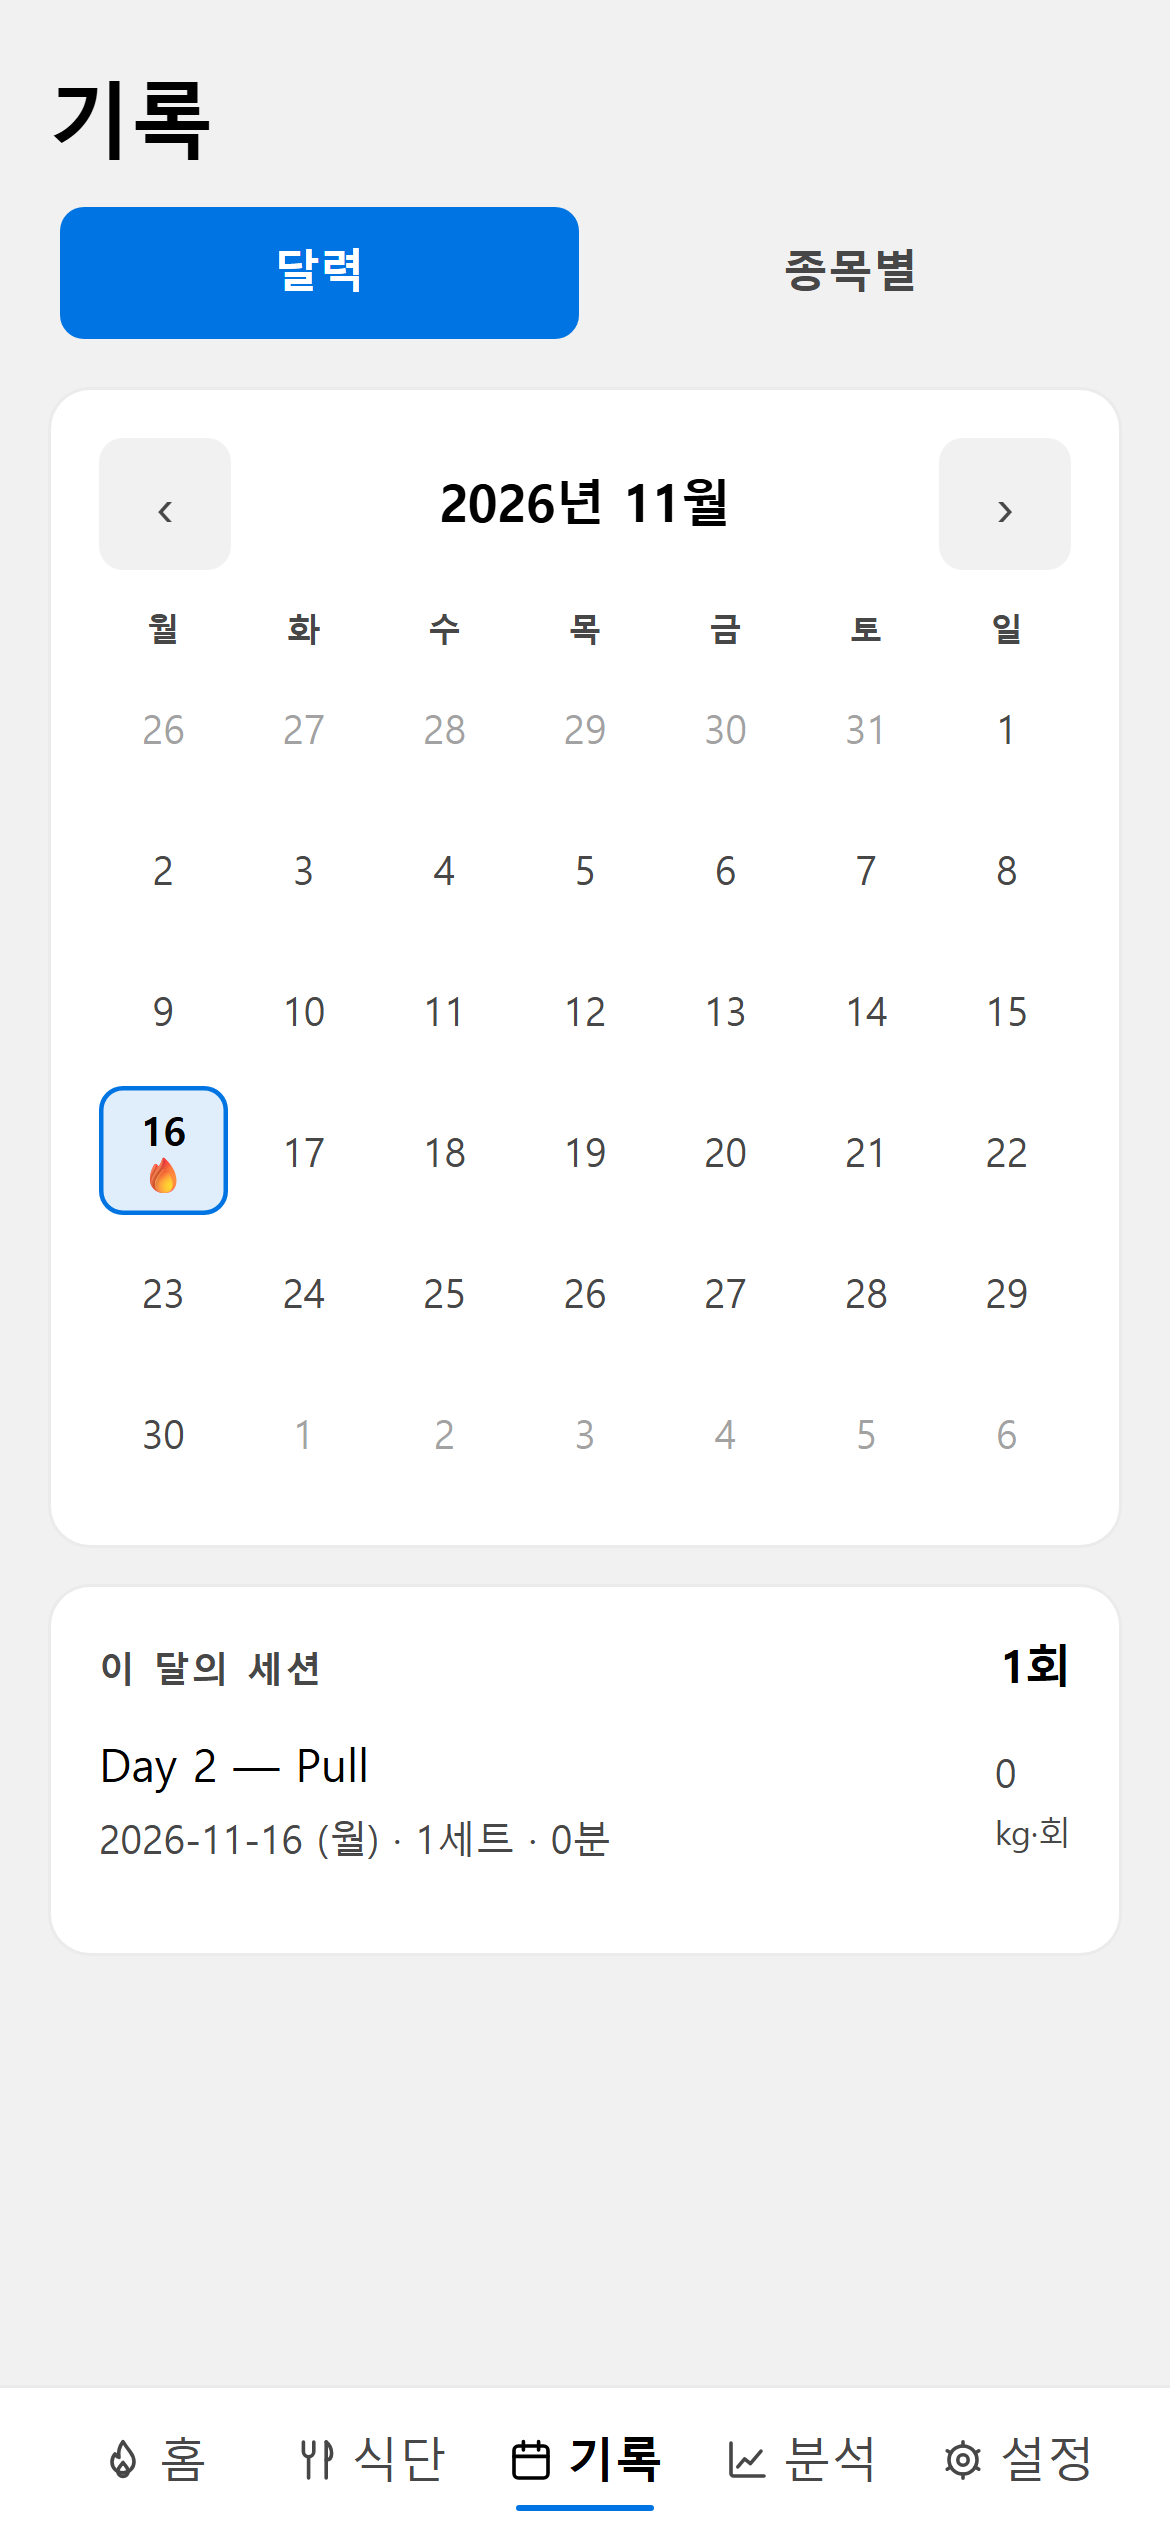 기록
달력 종목별
‹ 2026년 11월 ›
월 화 수 목 금 토 일
26 27 28 29 30 31 1
2 3 4 5 6 7 8
9 10 11 12 13 14 15
16 17 18 19 20 21 22
23 24 25 26 27 28 29
30 1 2 3 4 5 6
이 달의 세션 1회
Day 2 — Pull 0
2026-11-16 (월) · 1세트 · 0분 kg·회
홈 식단 기록 분석 설정